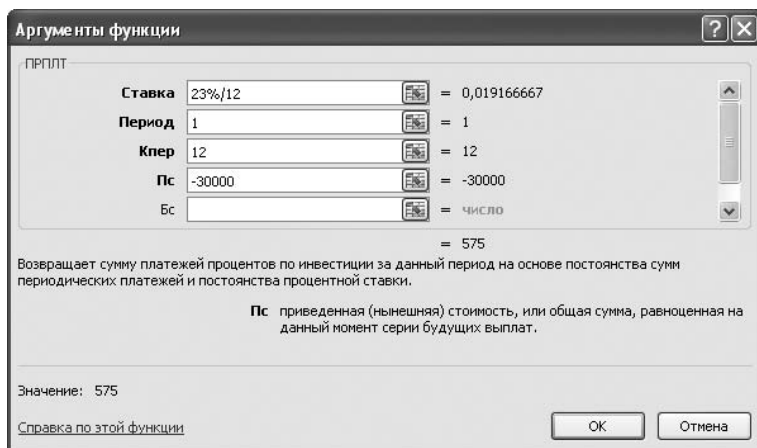 Аргументы функции
ПРПЛТ
Ставка 23%/12 = 0,019166667
Период 1 = 1
Кпер 12 = 12
Пс -30000 = -30000
Бс = число
= 575
Возвращает сумму платежей процентов по инвестиции за данный период на основе постоянства сумм
периодических платежей и постоянства процентной ставки.
Пс приведенная (нынешняя) стоимость, или общая сумма, равноценная на
данный момент серии будущих выплат.
Значение: 575
Справка по этой функции
ОК
Отмена